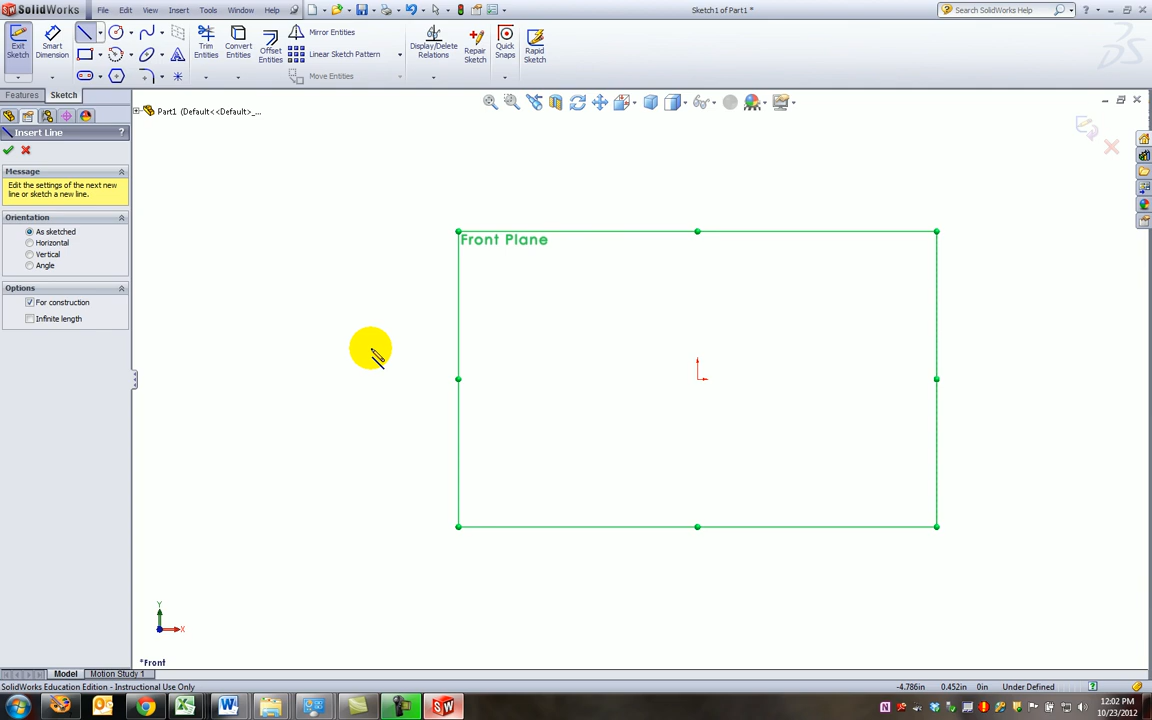 SolidWorks File Edit View Insert Tools Window Help Sketch1 of Part1 * Search SolidWorks Help
Exit Sketch
Smart Dimension
Trim Entities
Convert Entities
Offset Entities
Mirror Entities
Linear Sketch Pattern
Move Entities
Display/Delete Relations
Repair Sketch
Quick Snaps
Rapid Sketch
Features Sketch
Part1 (Default<<Default>_...
Insert Line ?
Message
Edit the settings of the next new
line or sketch a new line.
Orientation
As sketched
Horizontal
Vertical
Angle
Options
For construction
Infinite length
Front Plane
Y
X
*Front
Model Motion Study 1
SolidWorks Education Edition - Instructional Use Only -4.786in 0.452in 0in Under Defined
12:02 PM
10/23/2012